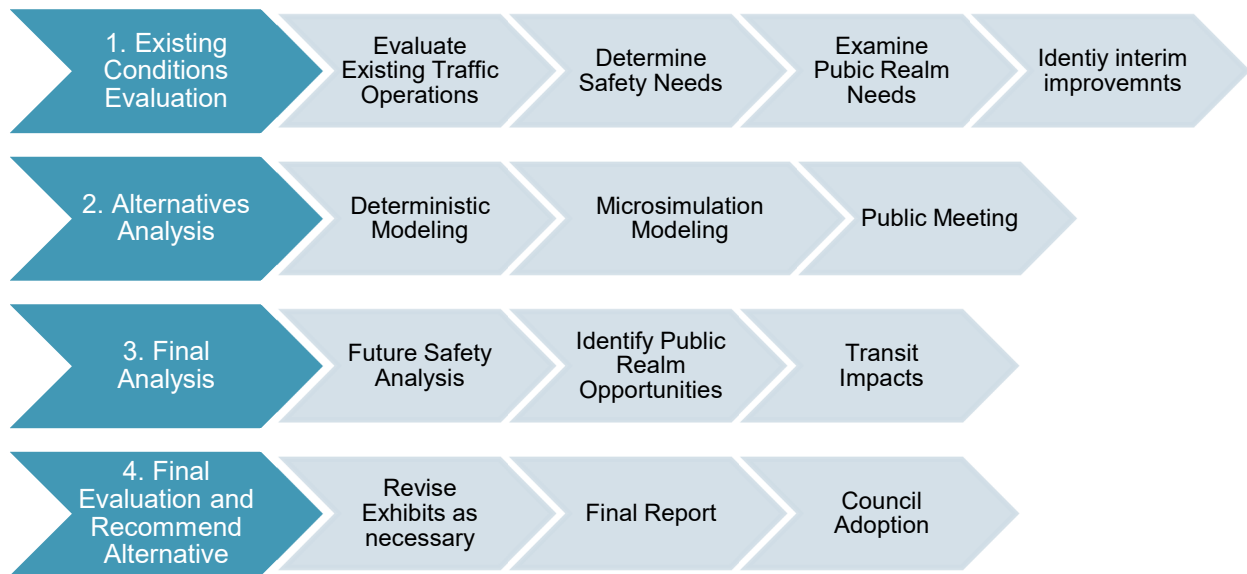 1. Existing
Conditions
Evaluation
Evaluate
Existing Traffic
Operations
Determine
Safety Needs
Examine
Pubic Realm
Needs
Identiy interim
improvemnts
2. Alternatives
Analysis
Deterministic
Modeling
Microsimulation
Modeling
Public Meeting
3. Final
Analysis
Future Safety
Analysis
Identify Public
Realm
Opportunities
Transit
Impacts
4. Final
Evaluation and
Recommend
Alternative
Revise
Exhibits as
necessary
Final Report
Council
Adoption